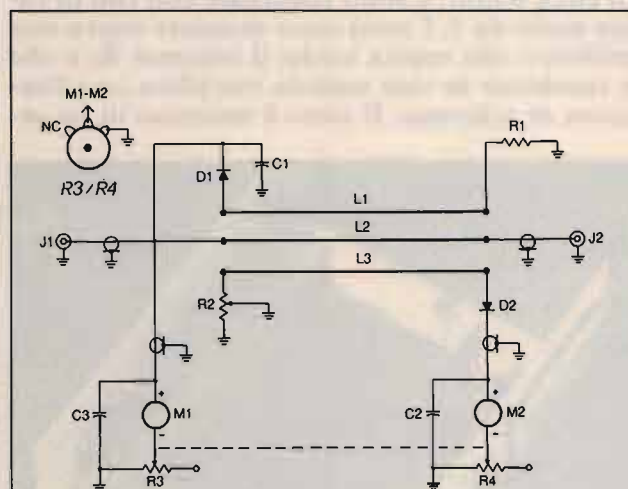 M1-M2
NC
R3/R4
D1
C1
R1
L1
J1
L2
J2
L3
R2
D2
+
C3
M1
-
R3
+
C2
M2
-
R4